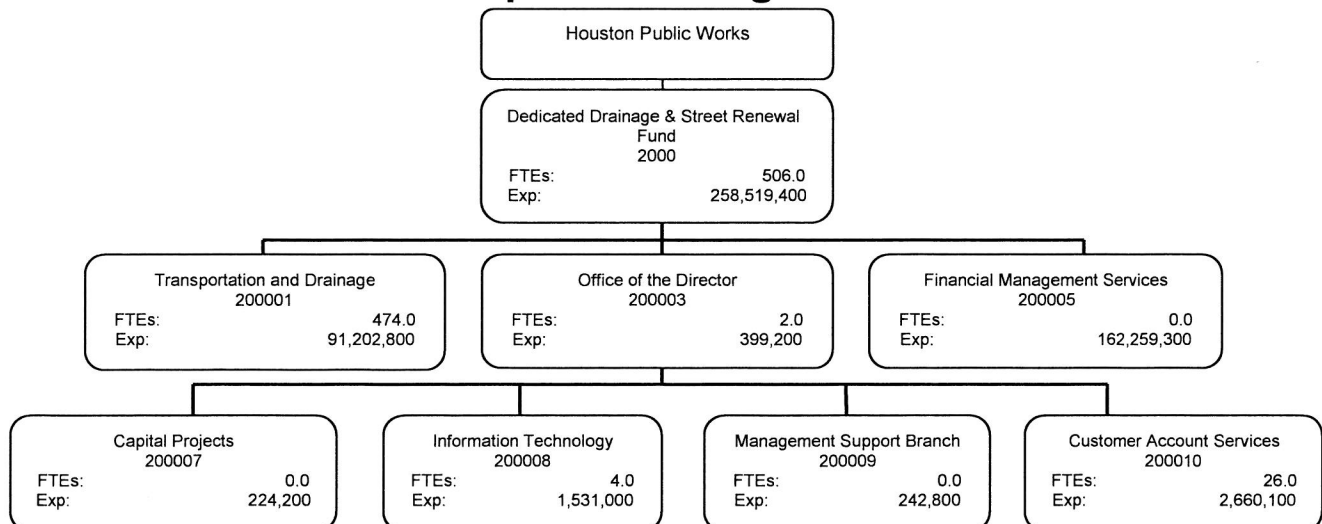 Houston Public Works
Dedicated Drainage & Street Renewal
Fund
2000
FTEs: 506.0
Exp: 258,519,400
Transportation and Drainage
200001
FTEs: 474.0
Exp: 91,202,800
Office of the Director
200003
FTEs: 2.0
Exp: 399,200
Financial Management Services
200005
FTEs: 0.0
Exp: 162,259,300
Capital Projects
200007
FTEs: 0.0
Exp: 224,200
Information Technology
200008
FTEs: 4.0
Exp: 1,531,000
Management Support Branch
200009
FTEs: 0.0
Exp: 242,800
Customer Account Services
200010
FTEs: 26.0
Exp: 2,660,100